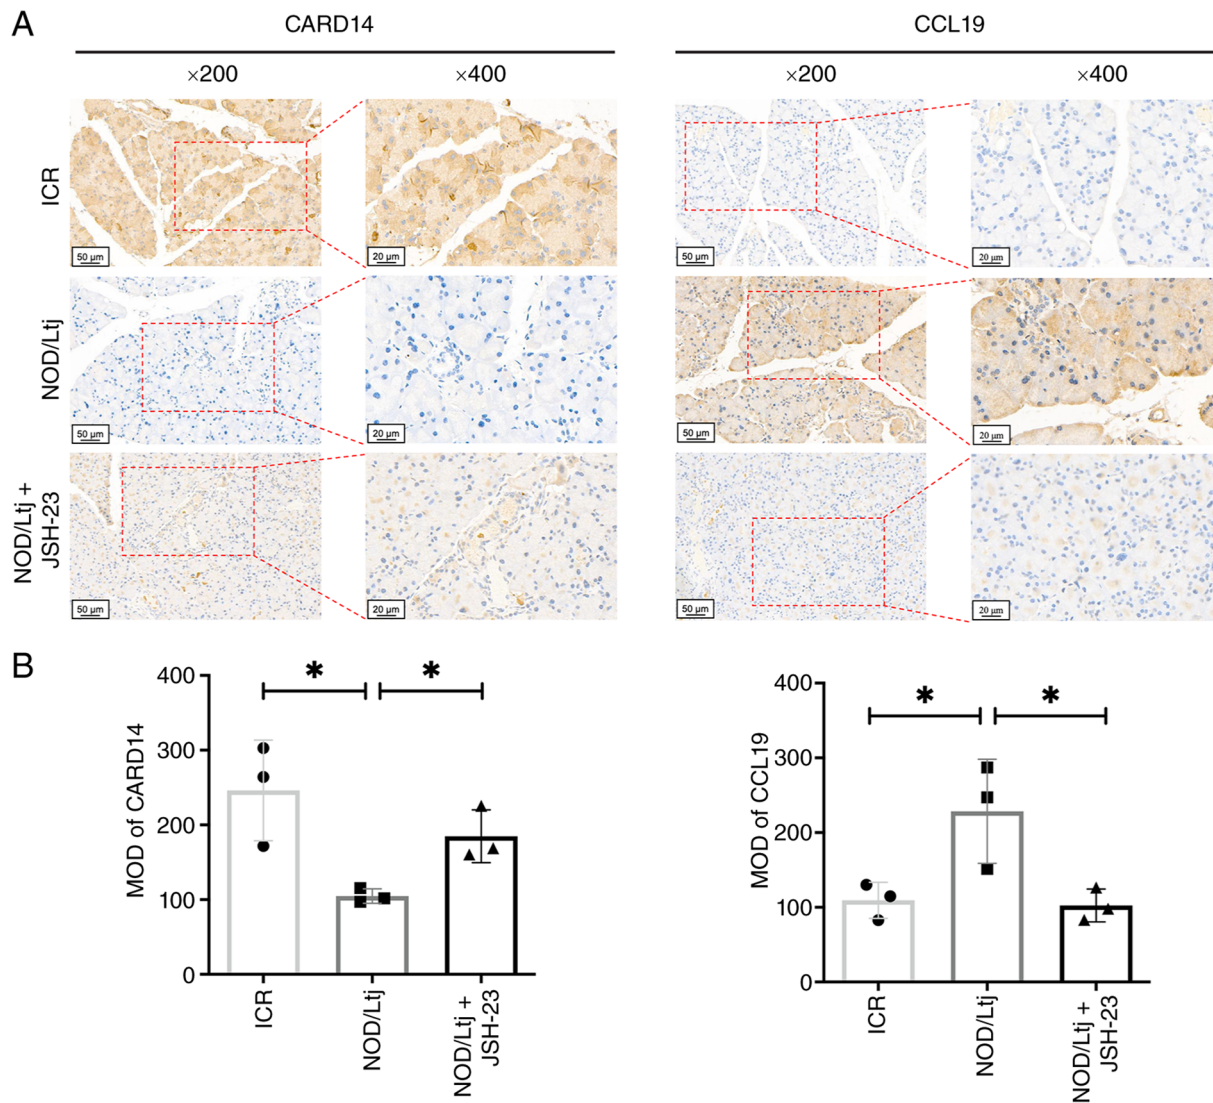 A
CARD14
CCL19
×200
×400
×200
×400
ICR
50 µm
20 µm
50 µm
20 µm
NOD/Ltj
50 µm
20 µm
50 µm
20 µm
NOD/Ltj +
JSH-23
50 µm
20 µm
50 µm
20 µm
B
MOD of CARD14
400
300
200
100
0
*
*
ICR
NOD/Ltj
NOD/Ltj +
JSH-23
MOD of CCL19
400
300
200
100
0
*
*
ICR
NOD/Ltj
NOD/Ltj +
JSH-23